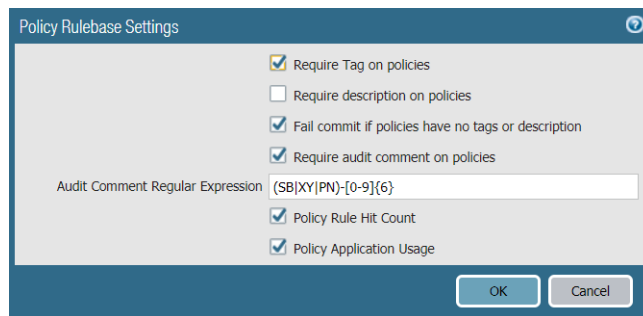 Policy Rulebase Settings
Require Tag on policies
Require description on policies
Fail commit if policies have no tags or description
Require audit comment on policies
Audit Comment Regular Expression (SB|XY|PN)-[0-9]{6}
Policy Rule Hit Count
Policy Application Usage
OK Cancel